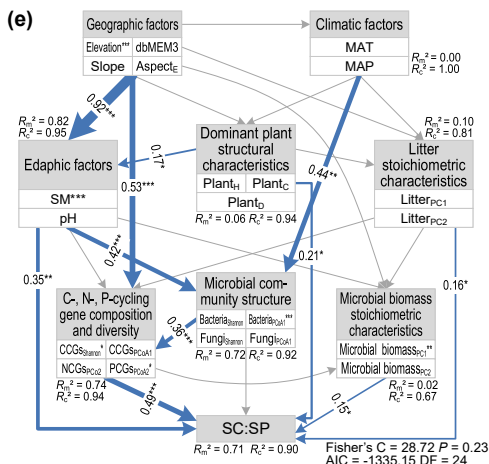 (e)
Geographic factors
Elevation*** dbMEM3
Slope AspectE
Climatic factors
MAT
MAP
Rm² = 0.00
Rc² = 1.00
0.92***
Rm² = 0.82
Rc² = 0.95
Edaphic factors
SM***
pH
0.17*
0.53***
Dominant plant
structural
characteristics
PlantH PlantC
PlantD
Rm² = 0.06 Rc² = 0.94
0.44**
Rm² = 0.10
Rc² = 0.81
Litter
stoichiometric
characteristics
LitterPC1
LitterPC2
0.35**
0.42***
0.21*
0.16*
C-, N-, P-cycling
gene composition
and diversity
CCGsShannon* CCGsPCoA1
NCGsPCo2 PCGsPCoA2*
Rm² = 0.74
Rc² = 0.94
0.36***
Microbial com-
munity structure
BacteriaShannon BacteriaPCoA1***
FungiShannon FungiPCoA1
Rm² = 0.72 Rc² = 0.92
Microbial biomass
stoichiometric
characteristics
Microbial biomassPC1**
Microbial biomassPC2
Rm² = 0.02
Rc² = 0.67
0.49***
0.15*
SC:SP
Rm² = 0.71 Rc² = 0.90
Fisher's C = 28.72 P = 0.23
AIC = -1335.15 DF = 24